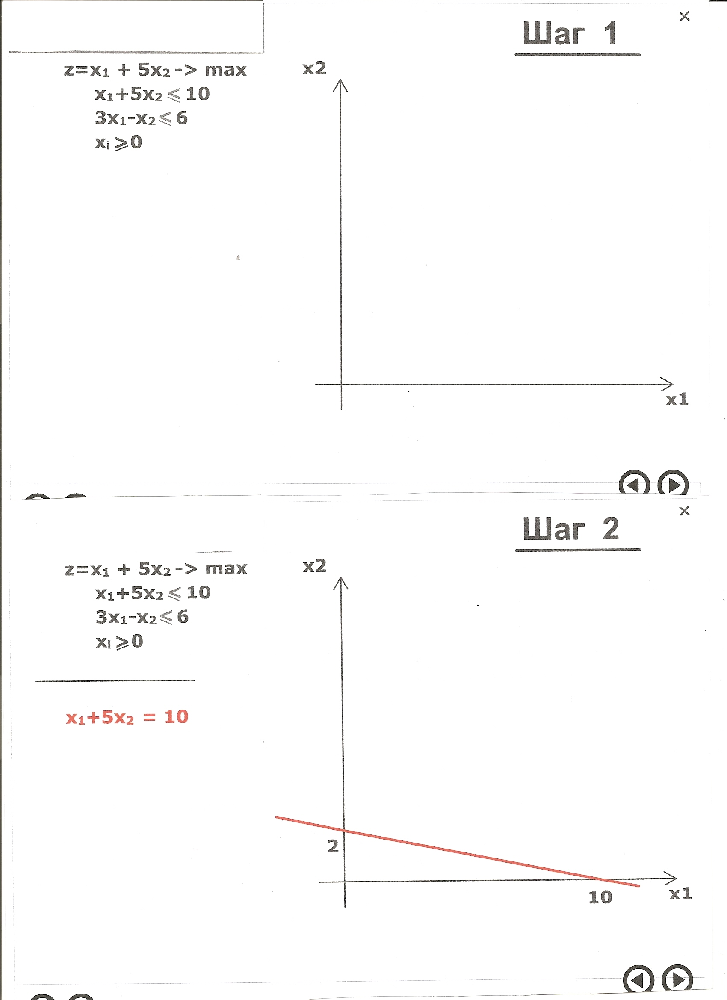 Шаг 1
z=x₁ + 5x₂ -> max
x₁+5x₂ ⩽ 10
3x₁-x₂ ⩽ 6
xᵢ ⩾ 0
x2
x1
Шаг 2
z=x₁ + 5x₂ -> max
x₁+5x₂ ⩽ 10
3x₁-x₂ ⩽ 6
xᵢ ⩾ 0
x₁+5x₂ = 10
x2
2
10
x1